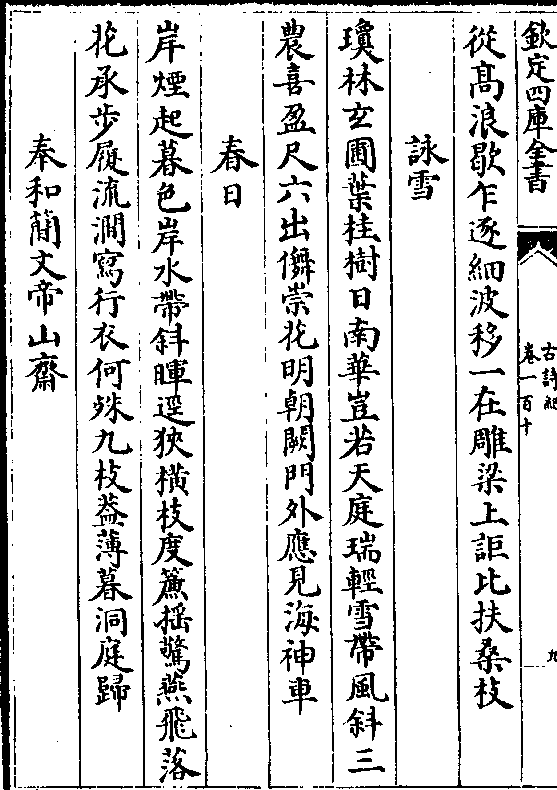 欽定四庫全書
古詩紀
卷一百十
九
從髙浪歇乍逐細波移一在雕梁上詎比扶桑枝
詠雪
瓊林玄圃葉桂樹日南華豈若天庭瑞輕雪帶風斜三
農喜盈尺六出儛崇花明朝闕門外應見海神車
春日
岸煙起暮色岸水帶斜暉逕狹橫枝度簾揺驚燕飛落
花承步履流澗寫行衣何殊九枝葢薄暮洞庭歸
奉和簡文帝山齋